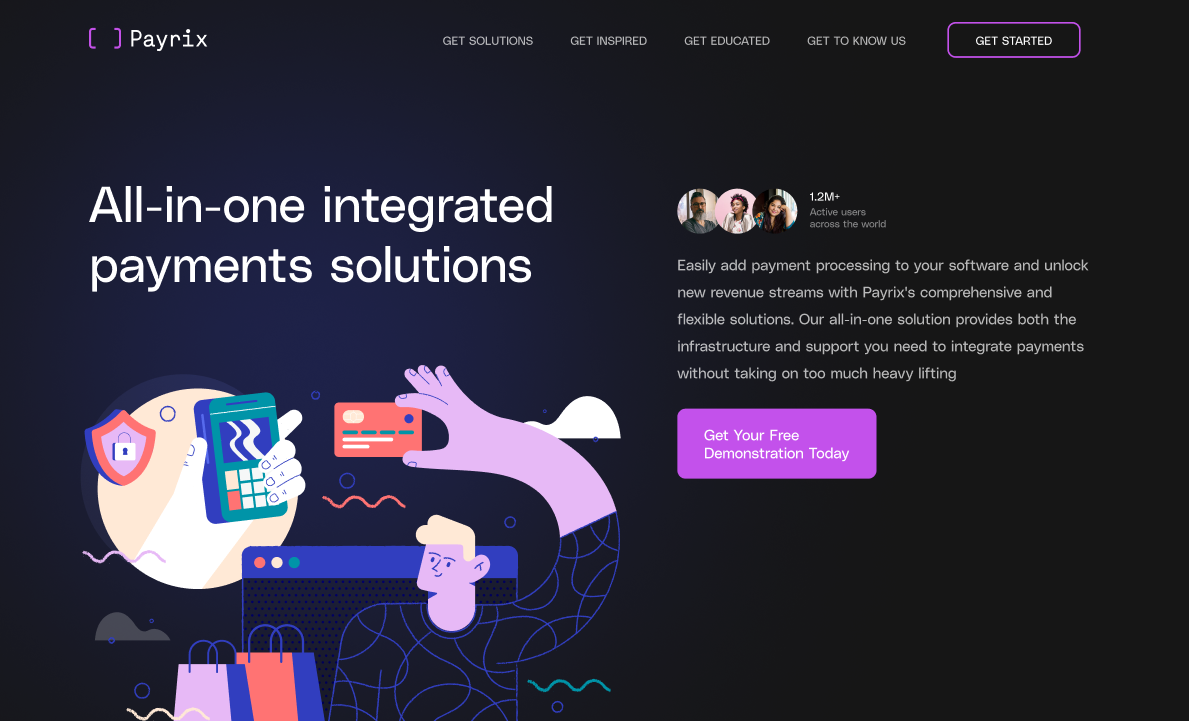 Payrix
GET SOLUTIONS
GET INSPIRED
GET EDUCATED
GET TO KNOW US
GET STARTED
All-in-one integrated
payments solutions
1.2M+
Active users
across the world
Easily add payment processing to your software and unlock
new revenue streams with Payrix's comprehensive and
flexible solutions. Our all-in-one solution provides both the
infrastructure and support you need to integrate payments
without taking on too much heavy lifting
Get Your Free
Demonstration Today